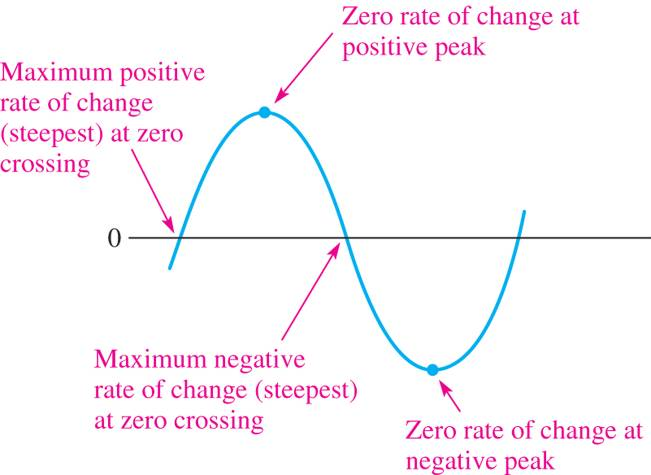 Zero rate of change at
positive peak
Maximum positive
rate of change
(steepest) at zero
crossing
0
Maximum negative
rate of change (steepest)
at zero crossing
Zero rate of change at
negative peak